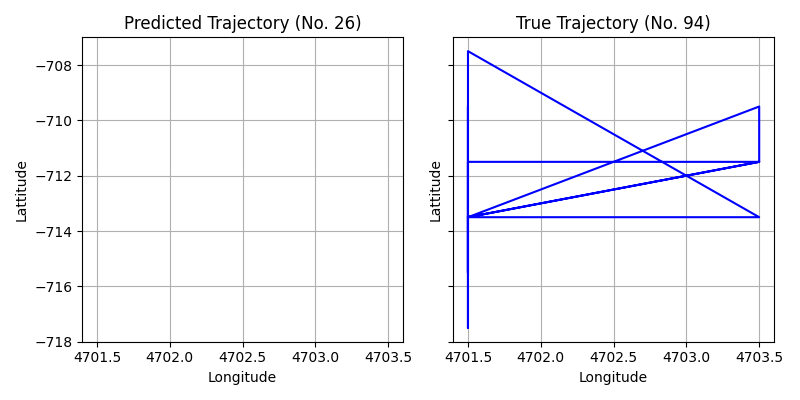 Predicted Trajectory (No. 26)
True Trajectory (No. 94)
−708
−710
−712
−714
−716
−718
Lattitude
Lattitude
4701.5 4702.0 4702.5 4703.0 4703.5
4701.5 4702.0 4702.5 4703.0 4703.5
Longitude
Longitude